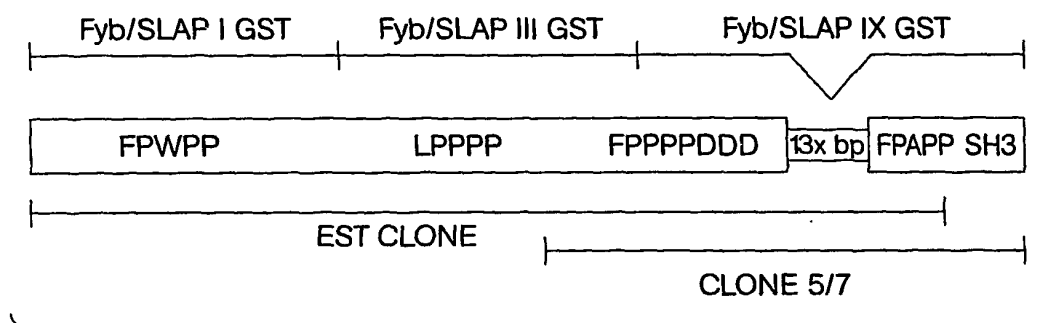 Fyb/SLAP I GST Fyb/SLAP III GST Fyb/SLAP IX GST
FPWPP LPPPP FPPPPDDD 13x bp FPAPP SH3
EST CLONE
CLONE 5/7